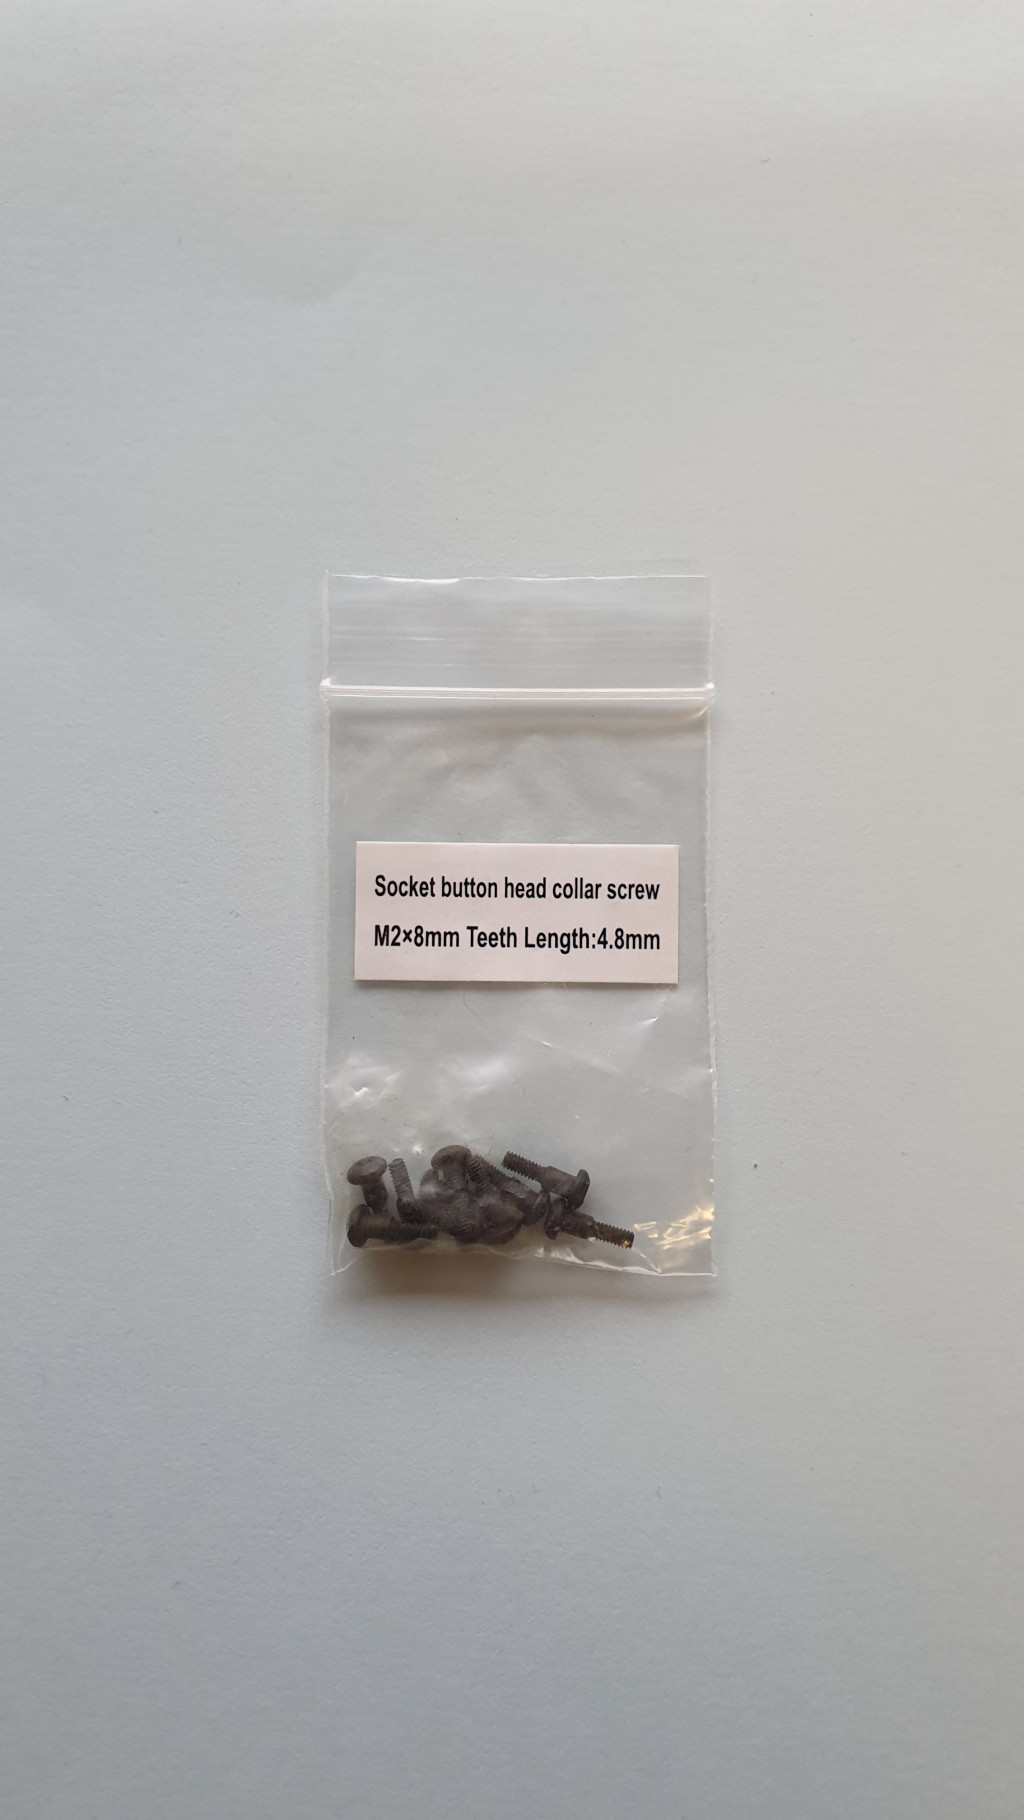 Socket button head collar screw
M2×8mm Teeth Length:4.8mm